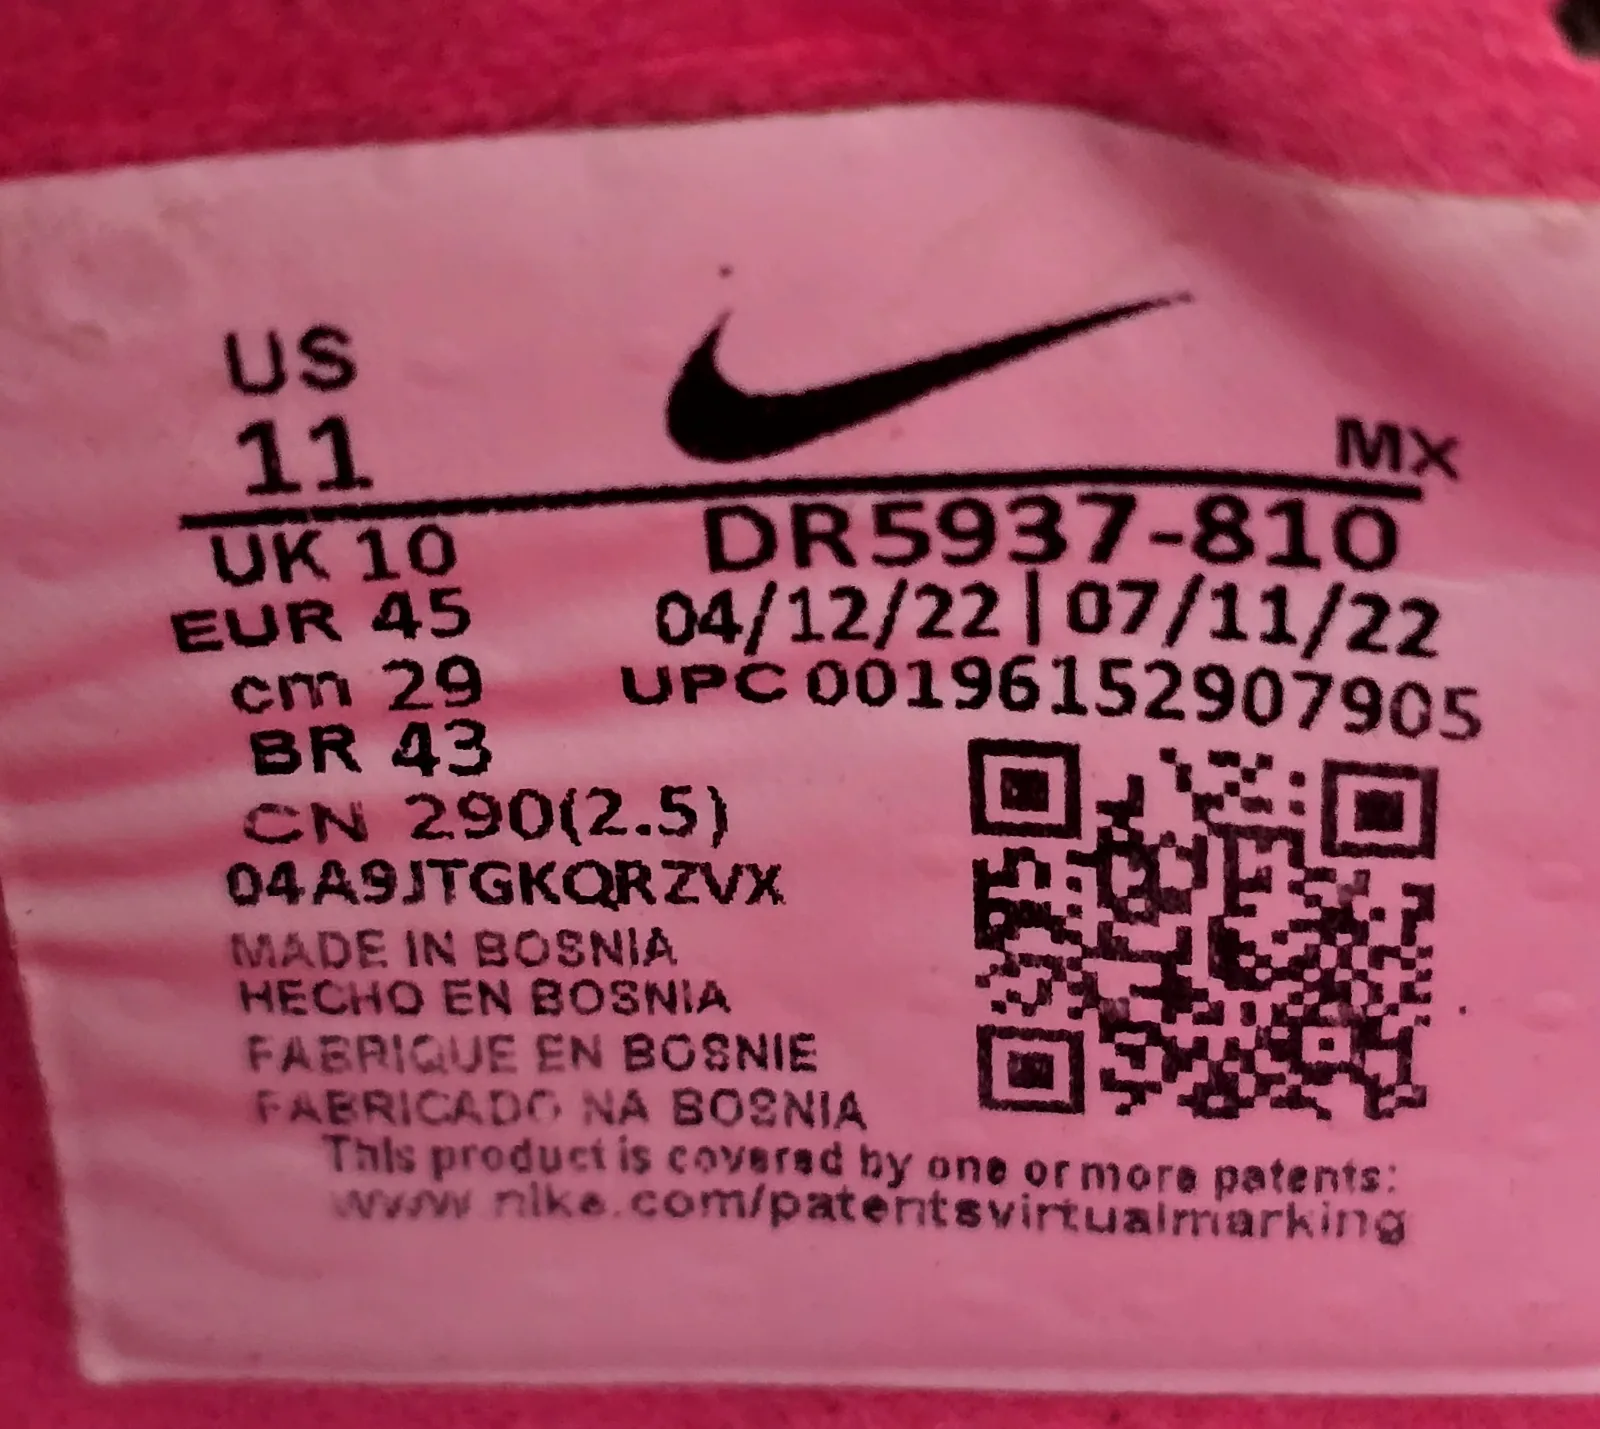 US
11
MX
UK 10
DR5937-810
EUR 45
04/12/22|07/11/22
cm 29
UPC 00196152907905
BR 43
CN 290(2.5)
04A9JTGKQRZVX
MADE IN BOSNIA
HECHO EN BOSNIA
FABRIQUE EN BOSNIE
FABRICADO NA BOSNIA
This product is covered by one or more patents:
www.nike.com/patentsvirtualmarking